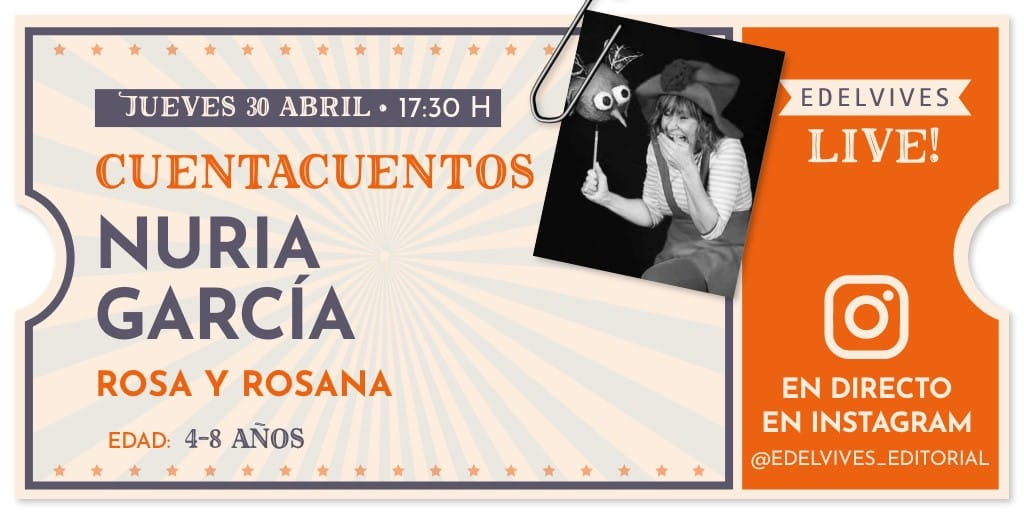 JUEVES 30 ABRIL • 17:30 H
CUENTACUENTOS
NURIA
GARCÍA
ROSA Y ROSANA
EDAD: 4-8 AÑOS
EDELVIVES
LIVE!
EN DIRECTO
EN INSTAGRAM
@EDELVIVES_EDITORIAL